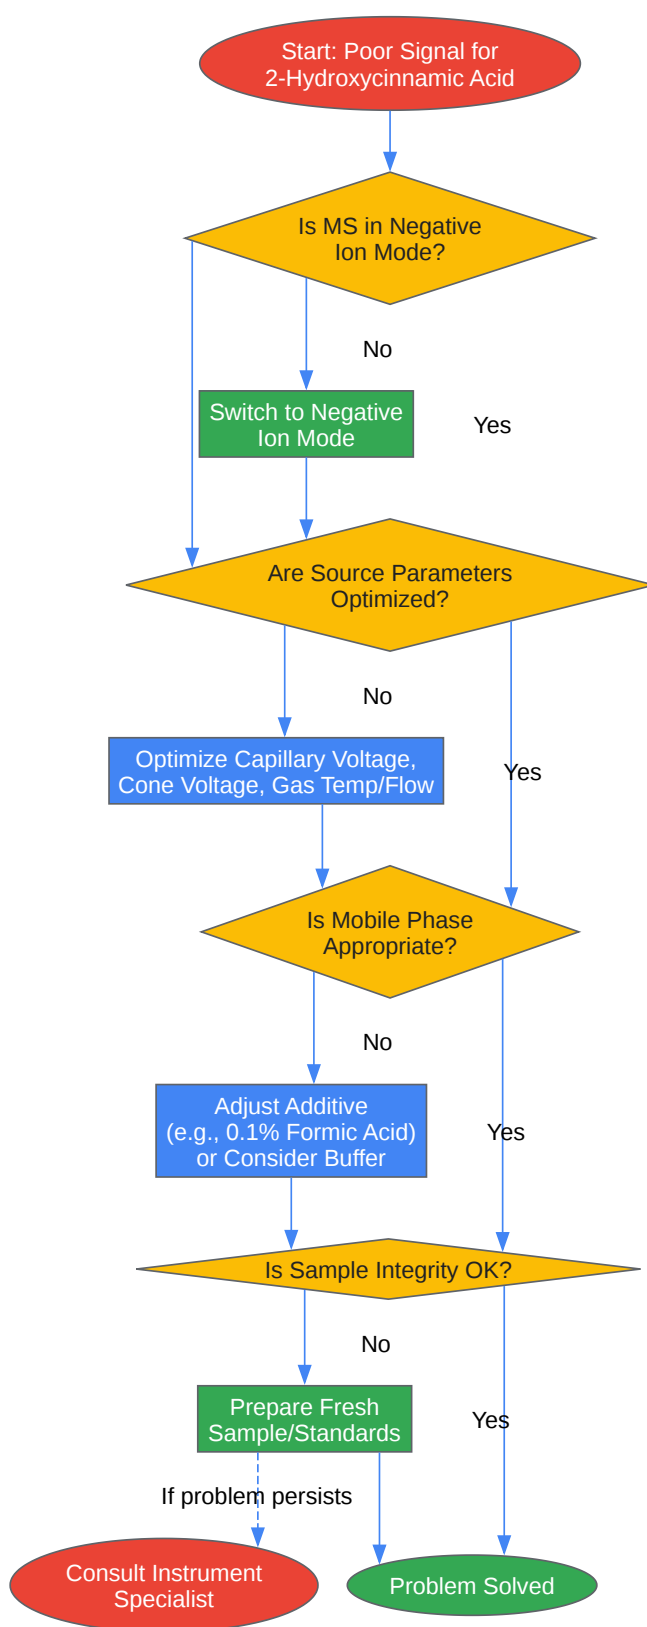 Start: Poor Signal for
2-Hydroxycinnamic Acid
Is MS in Negative
Ion Mode?
No
Switch to Negative
Ion Mode
Yes
Are Source Parameters
Optimized?
No
Optimize Capillary Voltage,
Cone Voltage, Gas Temp/Flow
Yes
Is Mobile Phase
Appropriate?
No
Adjust Additive
(e.g., 0.1% Formic Acid)
or Consider Buffer
Yes
Is Sample Integrity OK?
No
Prepare Fresh
Sample/Standards
Yes
If problem persists
Consult Instrument
Specialist
Problem Solved